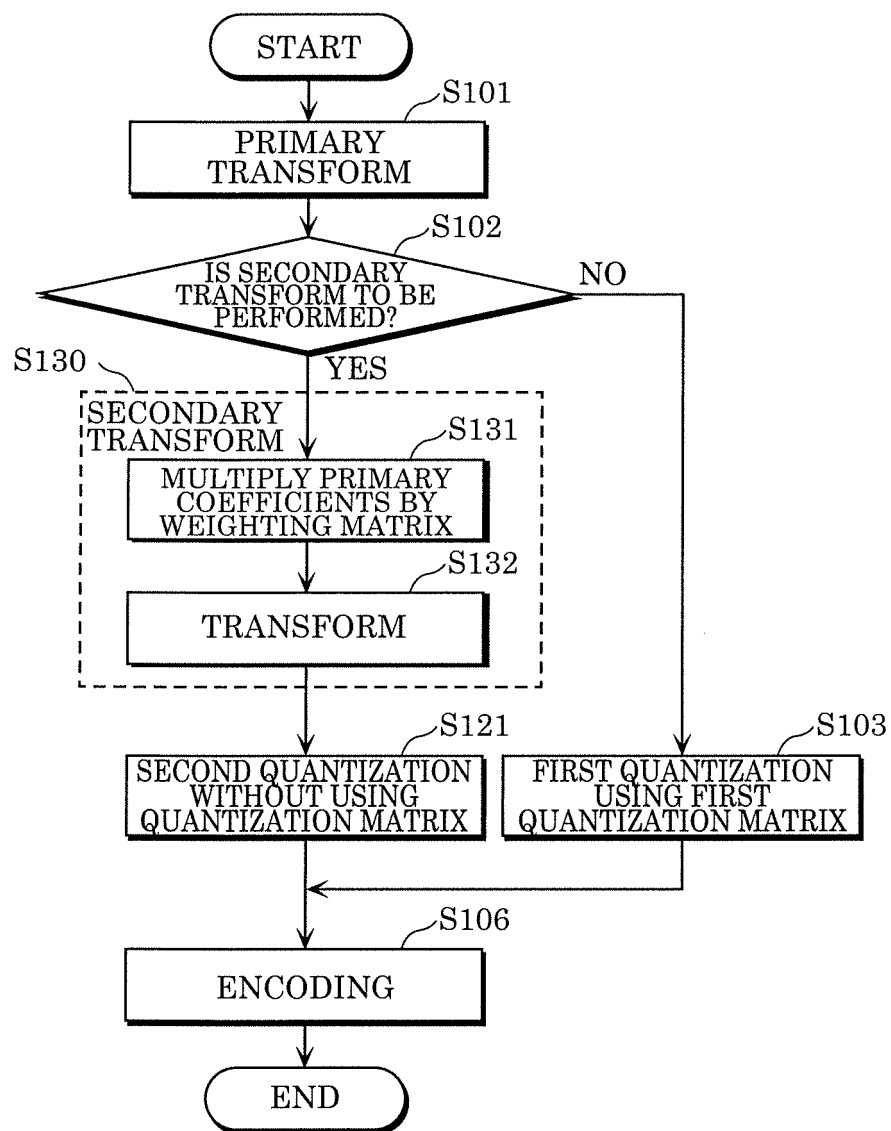 START
S101
PRIMARY
TRANSFORM
S102
IS SECONDARY
TRANSFORM TO BE
PERFORMED?
NO
YES
S130
SECONDARY
TRANSFORM
S131
MULTIPLY PRIMARY
COEFFICIENTS BY
WEIGHTING MATRIX
S132
TRANSFORM
S121
SECOND QUANTIZATION
WITHOUT USING
QUANTIZATION MATRIX
S103
FIRST QUANTIZATION
USING FIRST
QUANTIZATION MATRIX
S106
ENCODING
END